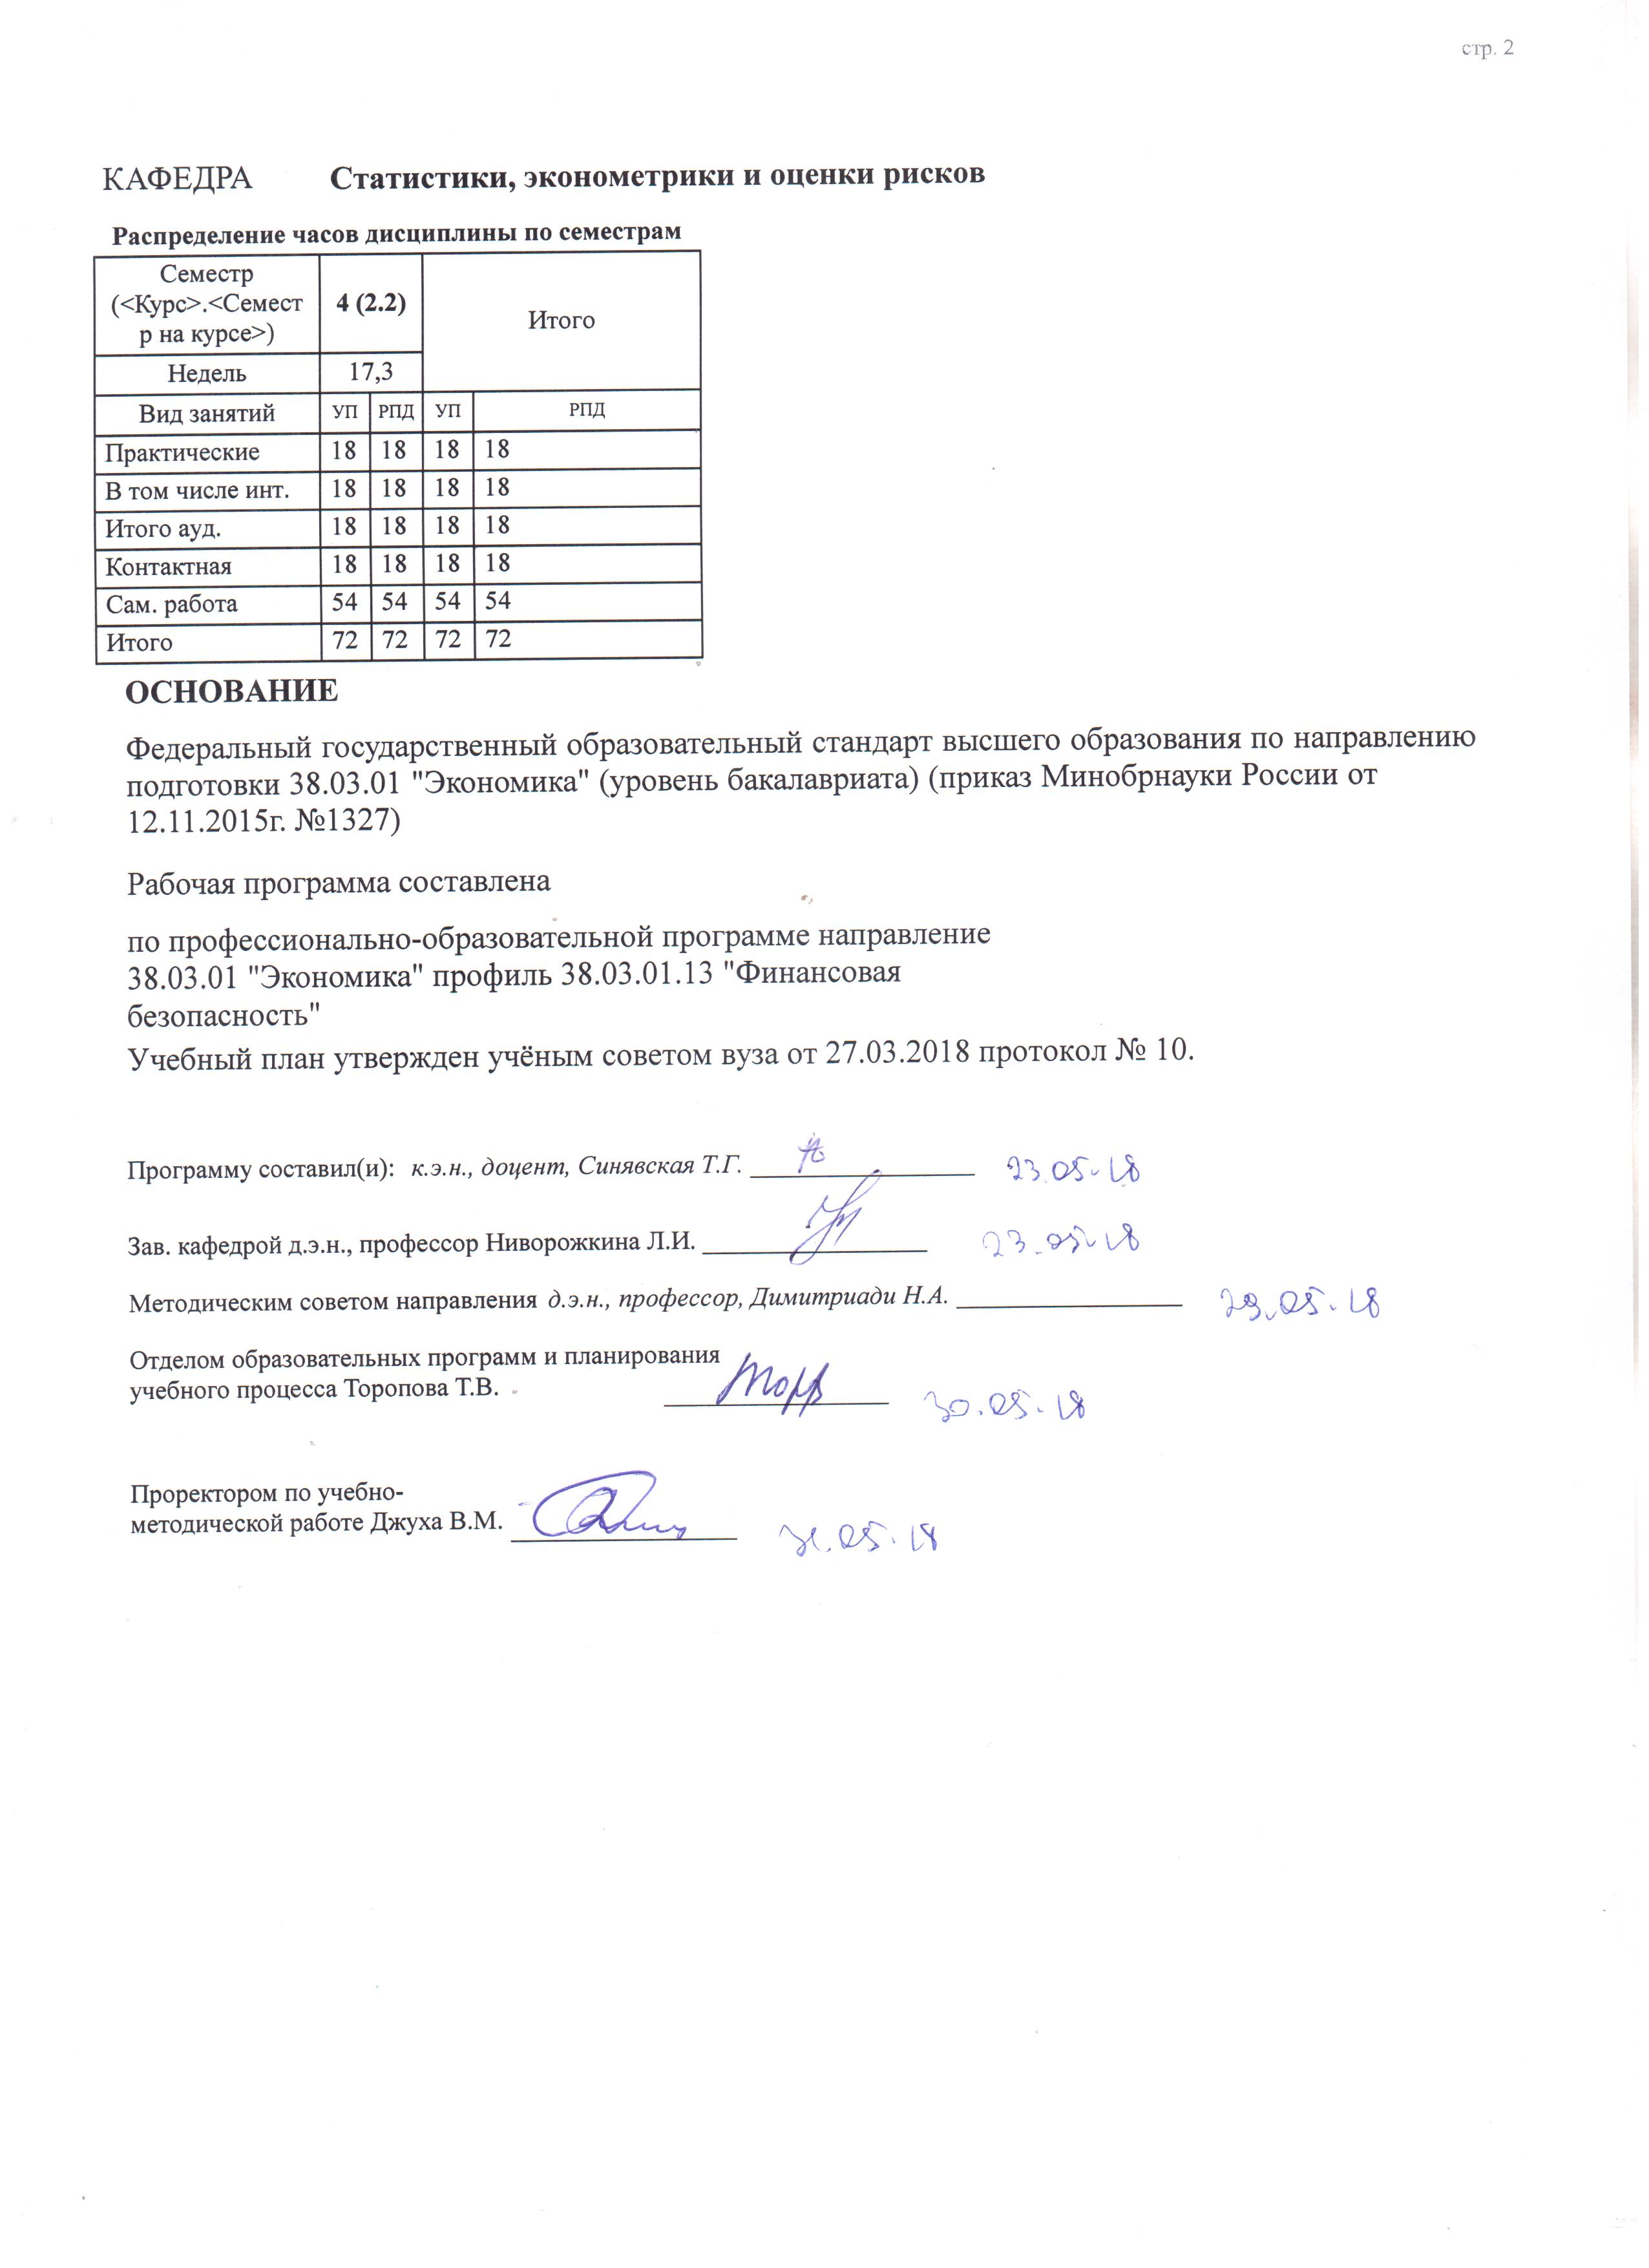 стр. 2
КАФЕДРА Статистики, эконометрики и оценки рисков
Распределение часов дисциплины по семестрам
Семестр
(<Курс>.<Семест
р на курсе>)
4 (2.2)
Итого
Недель 17,3
Вид занятий УП РПД УП РПД
Практические 18 18 18 18
В том числе инт. 18 18 18 18
Итого ауд. 18 18 18 18
Контактная 18 18 18 18
Сам. работа 54 54 54 54
Итого 72 72 72 72
ОСНОВАНИЕ
Федеральный государственный образовательный стандарт высшего образования по направлению
подготовки 38.03.01 "Экономика" (уровень бакалавриата) (приказ Минобрнауки России от
12.11.2015г. №1327)
Рабочая программа составлена
по профессионально-образовательной программе направление
38.03.01 "Экономика" профиль 38.03.01.13 "Финансовая
безопасность"
Учебный план утвержден учёным советом вуза от 27.03.2018 протокол № 10.
Программу составил(и): к.э.н., доцент, Синявская Т.Г. 23.05.18
Зав. кафедрой д.э.н., профессор Ниворожкина Л.И. 23.05.18
Методическим советом направления д.э.н., профессор, Димитриади Н.А. 29.05.18
Отделом образовательных программ и планирования
учебного процесса Торопова Т.В. 30.05.18
Проректором по учебно-
методической работе Джуха В.М. 31.05.18